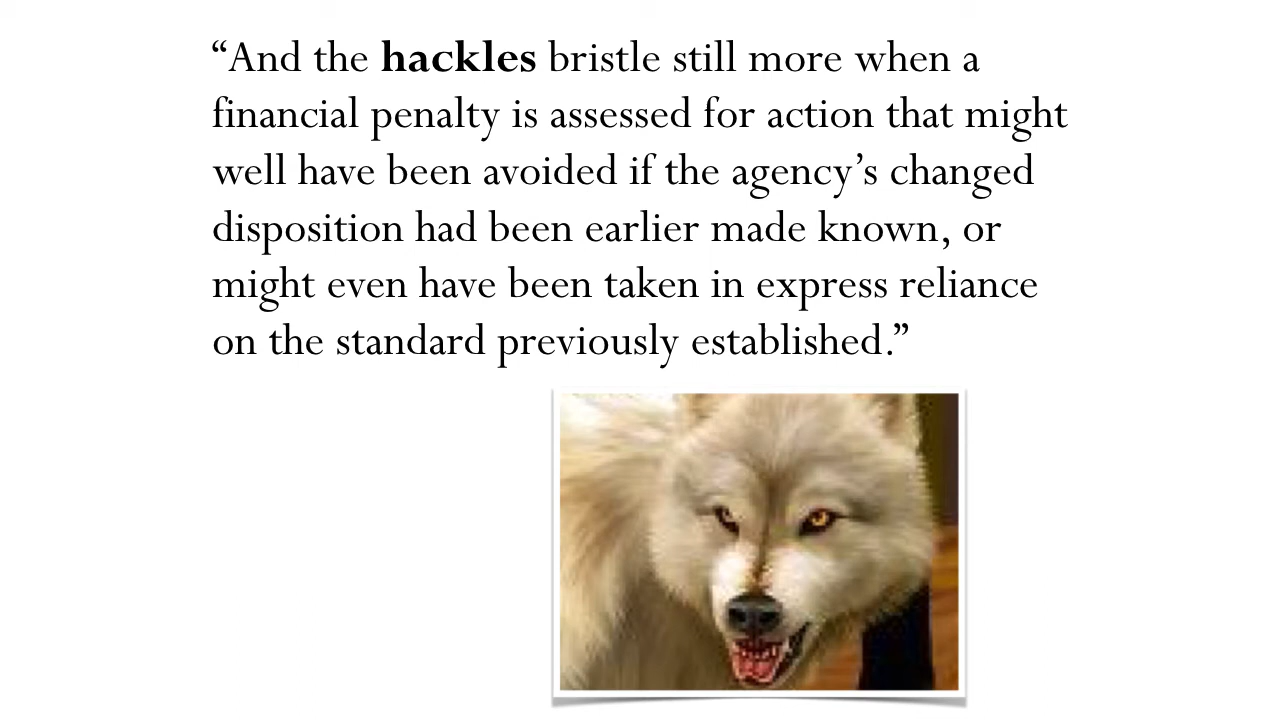 “And the hackles bristle still more when a
financial penalty is assessed for action that might
well have been avoided if the agency’s changed
disposition had been earlier made known, or
might even have been taken in express reliance
on the standard previously established.”